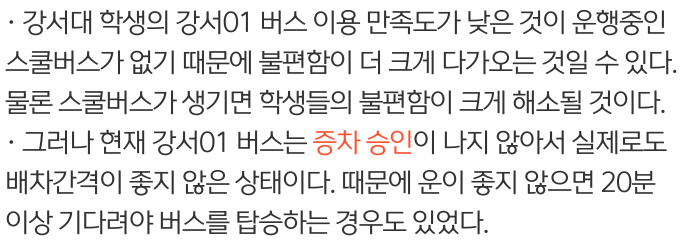 · 강서대 학생의 강서01 버스 이용 만족도가 낮은 것이 운행중인
스쿨버스가 없기 때문에 불편함이 더 크게 다가오는 것일 수 있다.
물론 스쿨버스가 생기면 학생들의 불편함이 크게 해소될 것이다.
· 그러나 현재 강서01 버스는 증차 승인이 나지 않아서 실제로도
배차간격이 좋지 않은 상태이다. 때문에 운이 좋지 않으면 20분
이상 기다려야 버스를 탑승하는 경우도 있었다.